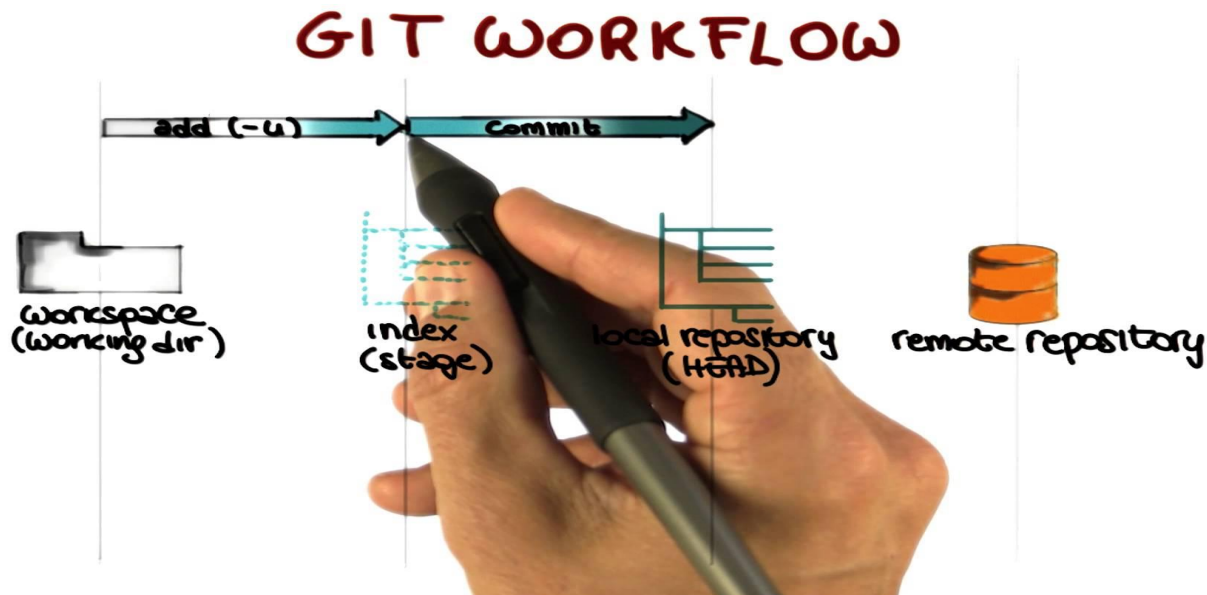 GIT WORKFLOW
add (-u)
commit
workspace
(working dir)
index
(stage)
local repository
(HEAD)
remote repository